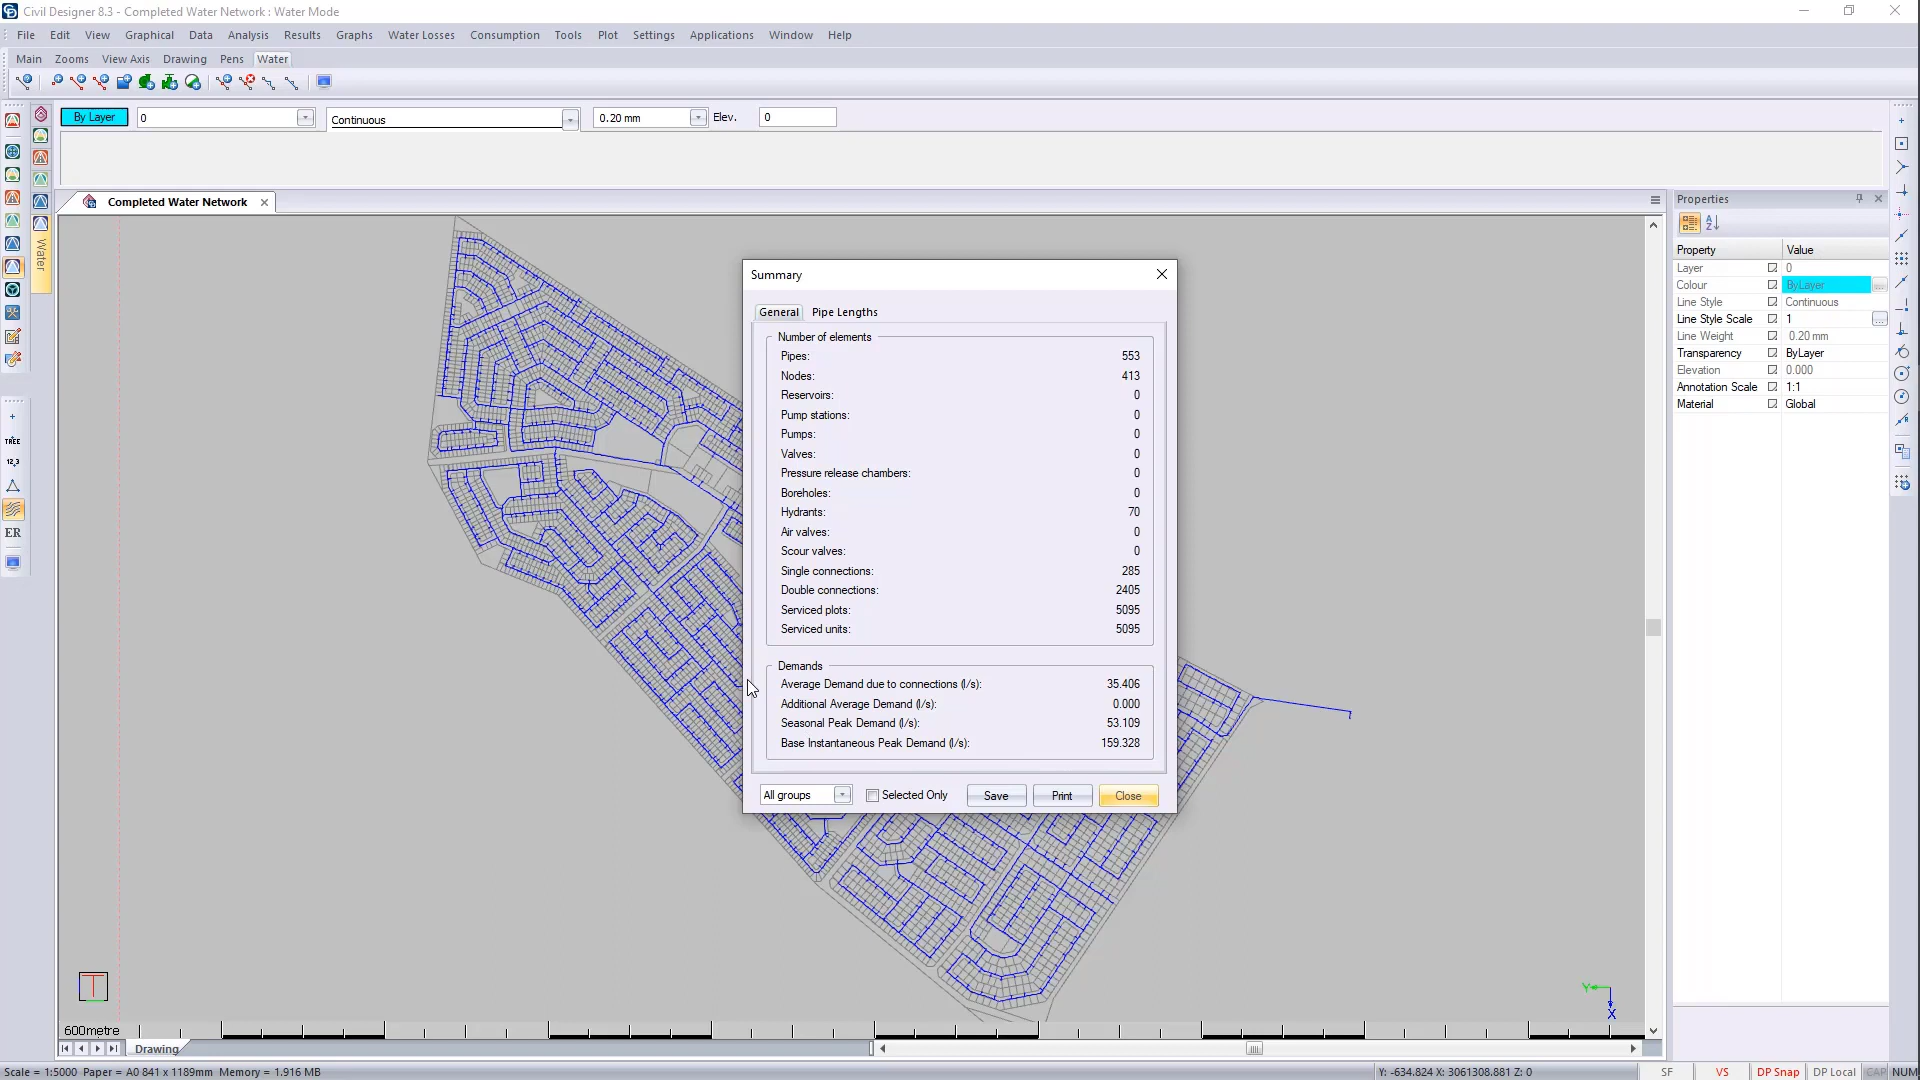 Civil Designer 8.3 - Completed Water Network : Water Mode
File Edit View Graphical Data Analysis Results Graphs Water Losses Consumption Tools Plot Settings Applications Window Help
Main Zooms View Axis Drawing Pens Water
By Layer 0 Continuous 0.20 mm Elev. 0
Completed Water Network
Water
TREE
12.3
ER
Summary
General Pipe Lengths
Number of elements
Pipes: 553
Nodes: 413
Reservoirs: 0
Pump stations: 0
Pumps: 0
Valves: 0
Pressure release chambers: 0
Boreholes: 0
Hydrants: 70
Air valves: 0
Scour valves: 0
Single connections: 285
Double connections: 2405
Serviced plots: 5095
Serviced units: 5095
Demands
Average Demand due to connections (l/s): 35.406
Additional Average Demand (l/s): 0.000
Seasonal Peak Demand (l/s): 53.109
Base Instantaneous Peak Demand (l/s): 159.328
All groups Selected Only Save Print Close
Properties
Property Value
Layer 0
Colour ByLayer
Line Style Continuous
Line Style Scale 1
Line Weight 0.20 mm
Transparency ByLayer
Elevation 0.000
Annotation Scale 1:1
Material Global
Y
X
600metre
Drawing
Scale = 1:5000 Paper = A0 841 x 1189mm Memory = 1.916 MB Y: -634.824 X: 3061308.881 Z: 0 SF VS DP Snap DP Local CAP NUM